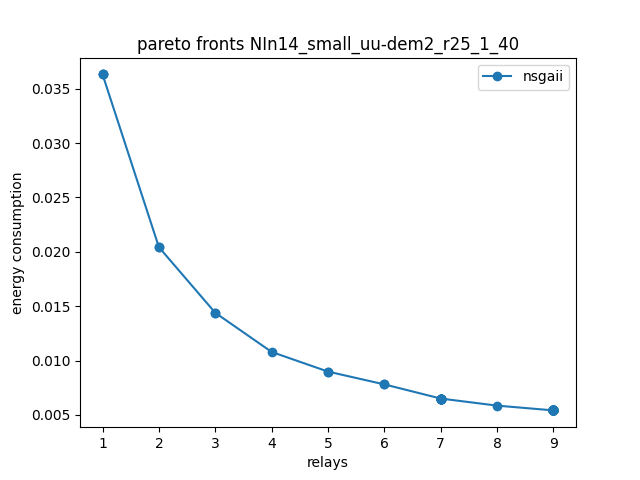 pareto fronts NIn14_small_uu-dem2_r25_1_40
nsgaii
energy consumption
0.035
0.030
0.025
0.020
0.015
0.010
0.005
1 2 3 4 5 6 7 8 9
relays